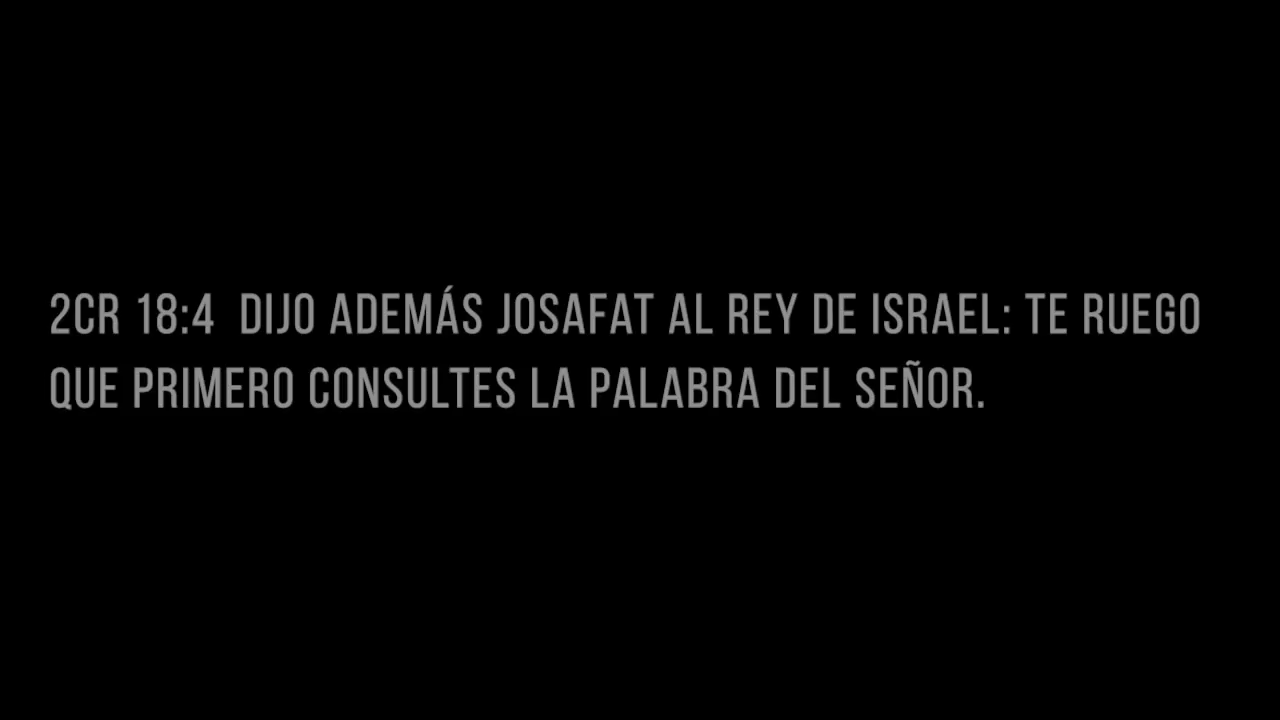 2CR 18:4 DIJO ADEMÁS JOSAFAT AL REY DE ISRAEL: TE RUEGO
QUE PRIMERO CONSULTES LA PALABRA DEL SEÑOR.